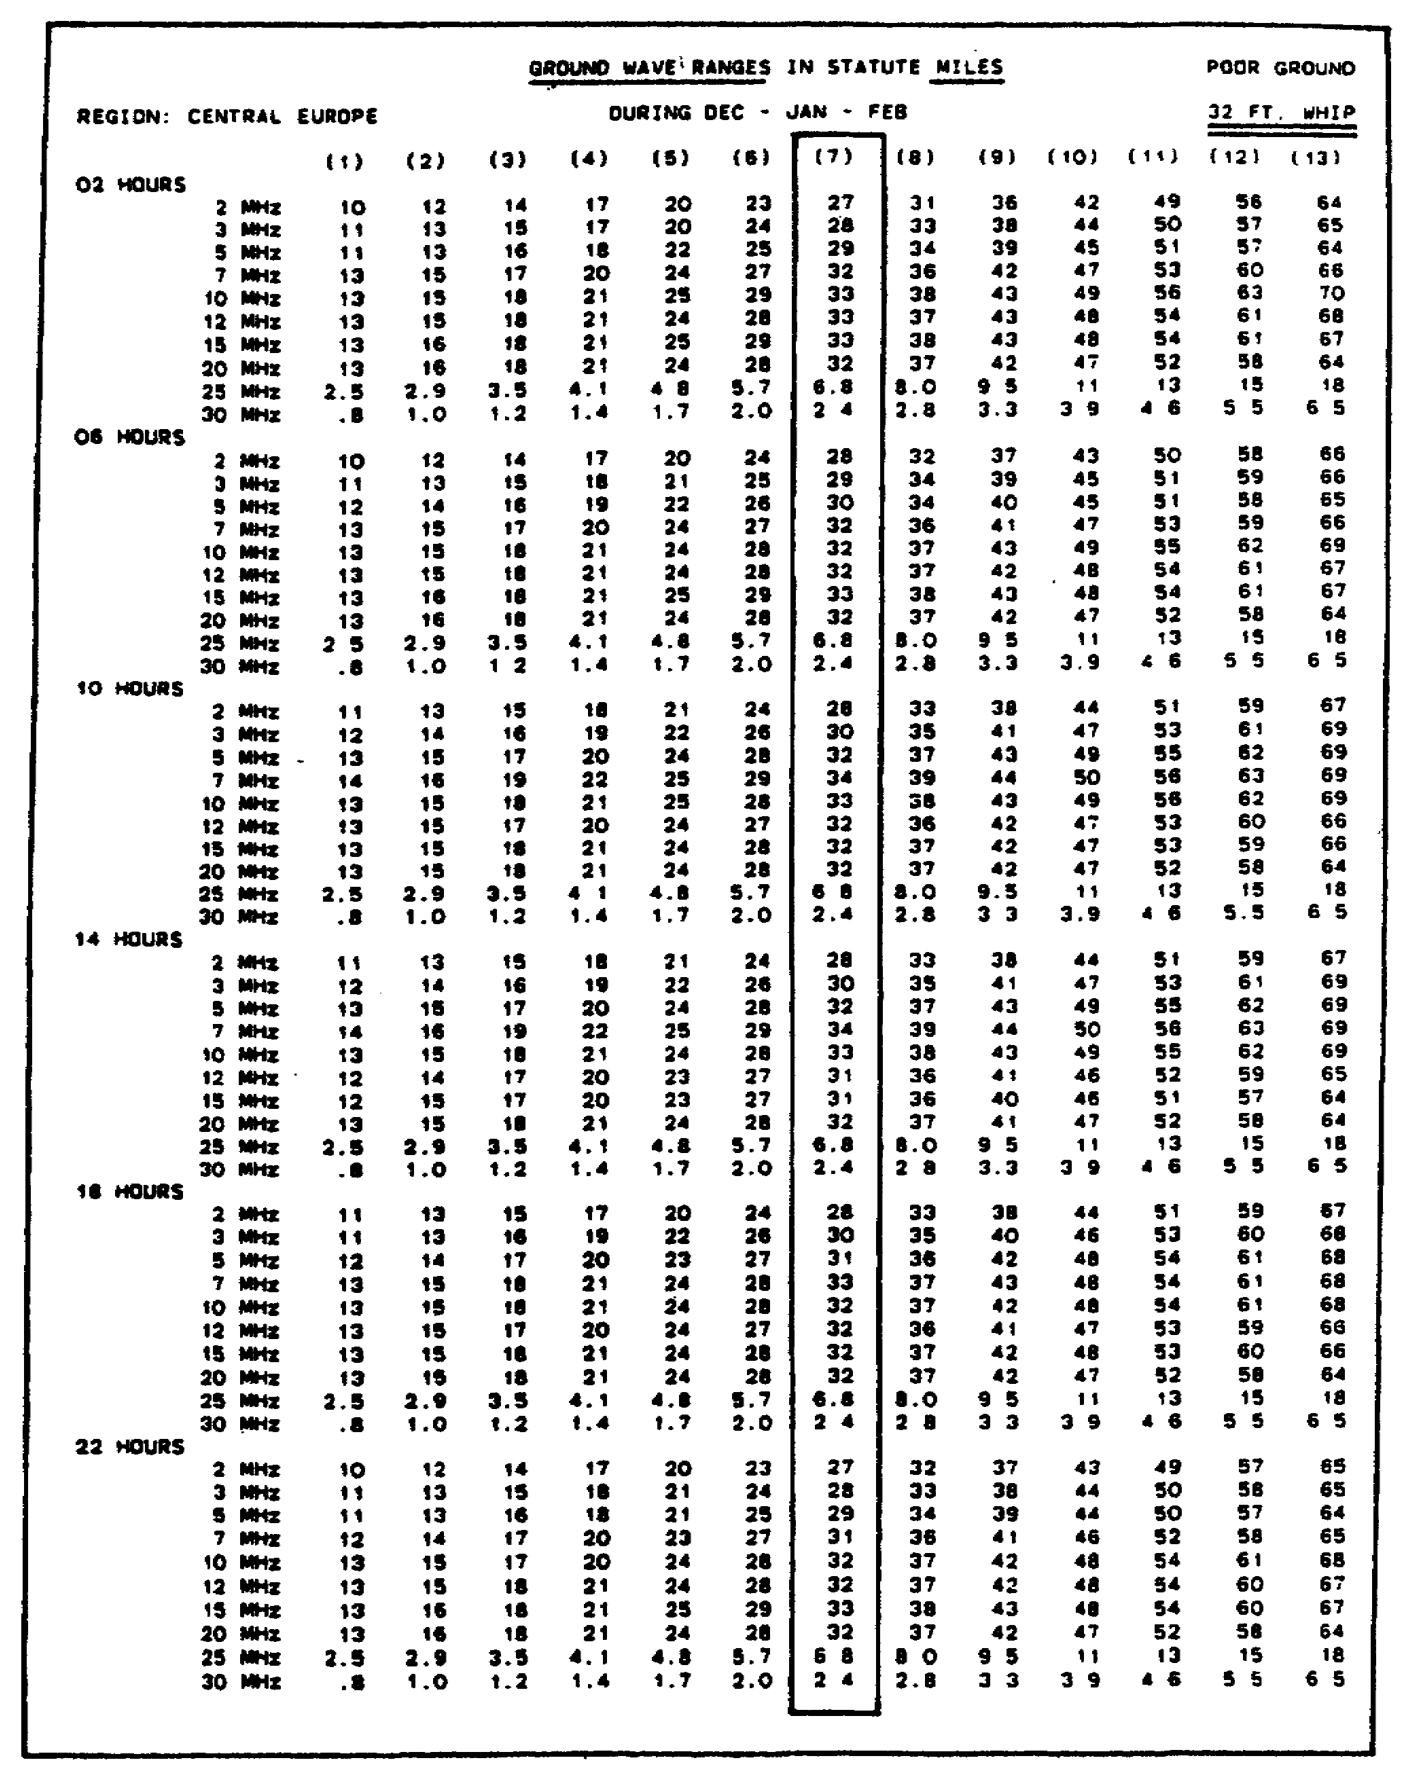 GROUND WAVE RANGES IN STATUTE MILES POOR GROUND
REGION: CENTRAL EUROPE DURING DEC - JAN - FEB 32 FT. WHIP
(1) (2) (3) (4) (5) (6) (7) (8) (9) (10) (11) (12) (13)
02 HOURS
2 MHz 10 12 14 17 20 23 27 31 36 42 49 56 64
3 MHz 11 13 15 17 20 24 28 33 38 44 50 57 65
5 MHz 11 13 16 18 22 25 29 34 39 45 51 57 64
7 MHz 13 15 17 20 24 27 32 36 42 47 53 60 66
10 MHz 13 15 18 21 25 29 33 38 43 49 56 63 70
12 MHz 13 15 18 21 24 28 33 37 43 48 54 61 68
15 MHz 13 16 18 21 25 29 33 38 43 48 54 61 67
20 MHz 13 16 18 21 24 28 32 37 42 47 52 58 64
25 MHz 2.5 2.9 3.5 4.1 4 8 5.7 6.8 8.0 9 5 11 13 15 18
30 MHz .8 1.0 1.2 1.4 1.7 2.0 2 4 2.8 3.3 3 9 4 6 5 5 6 5
06 HOURS
2 MHz 10 12 14 17 20 24 28 32 37 43 50 58 66
3 MHz 11 13 15 18 21 25 29 34 39 45 51 59 66
5 MHz 12 14 16 19 22 26 30 34 40 45 51 58 65
7 MHz 13 15 17 20 24 27 32 36 41 47 53 59 66
10 MHz 13 15 18 21 24 28 32 37 43 49 55 62 69
12 MHz 13 15 18 21 24 28 32 37 42 48 54 61 67
15 MHz 13 16 18 21 25 29 33 38 43 48 54 61 67
20 MHz 13 16 18 21 24 28 32 37 42 47 52 58 64
25 MHz 2 5 2.9 3.5 4.1 4.8 5.7 6.8 8.0 9 5 11 13 15 18
30 MHz .8 1.0 1 2 1.4 1.7 2.0 2.4 2.8 3.3 3.9 4 6 5 5 6 5
10 HOURS
2 MHz 11 13 15 18 21 24 28 33 38 44 51 59 67
3 MHz 12 14 16 19 22 26 30 35 41 47 53 61 69
5 MHz 13 15 17 20 24 28 32 37 43 49 55 62 69
7 MHz 14 16 19 22 25 29 34 39 44 50 56 63 69
10 MHz 13 15 18 21 25 28 33 38 43 49 56 62 69
12 MHz 13 15 17 20 24 27 32 36 42 47 53 60 66
15 MHz 13 15 18 21 24 28 32 37 42 47 53 59 66
20 MHz 13 15 18 21 24 28 32 37 42 47 52 58 64
25 MHz 2.5 2.9 3.5 4 1 4.8 5.7 6 8 8.0 9.5 11 13 15 18
30 MHz .8 1.0 1.2 1.4 1.7 2.0 2.4 2.8 3 3 3.9 4 6 5.5 6 5
14 HOURS
2 MHz 11 13 15 18 21 24 28 33 38 44 51 59 67
3 MHz 12 14 16 19 22 26 30 35 41 47 53 61 69
5 MHz 13 15 17 20 24 28 32 37 43 49 55 62 69
7 MHz 14 16 19 22 25 29 34 39 44 50 56 63 69
10 MHz 13 15 18 21 24 28 33 38 43 49 55 62 69
12 MHz 12 14 17 20 23 27 31 36 41 46 52 59 65
15 MHz 12 15 17 20 23 27 31 36 40 46 51 57 64
20 MHz 13 15 18 21 24 28 32 37 41 47 52 58 64
25 MHz 2.5 2.9 3.5 4.1 4.8 5.7 6.8 8.0 9 5 11 13 15 18
30 MHz .8 1.0 1.2 1.4 1.7 2.0 2.4 2 8 3.3 3 9 4 6 5 5 6 5
18 HOURS
2 MHz 11 13 15 17 20 24 28 33 38 44 51 59 67
3 MHz 11 13 16 19 22 26 30 35 40 46 53 60 68
5 MHz 12 14 17 20 23 27 31 36 42 48 54 61 68
7 MHz 13 15 18 21 24 28 33 37 43 48 54 61 68
10 MHz 13 15 18 21 24 28 32 37 42 48 54 61 68
12 MHz 13 15 17 20 24 27 32 36 41 47 53 59 66
15 MHz 13 15 18 21 24 28 32 37 42 48 53 60 66
20 MHz 13 15 18 21 24 28 32 37 42 47 52 58 64
25 MHz 2.5 2.9 3.5 4.1 4.8 5.7 6.8 8.0 9 5 11 13 15 18
30 MHz .8 1.0 1.2 1.4 1.7 2.0 2 4 2 8 3 3 3 9 4 6 5 5 6 5
22 HOURS
2 MHz 10 12 14 17 20 23 27 32 37 43 49 57 65
3 MHz 11 13 15 18 21 24 28 33 38 44 50 58 65
5 MHz 11 13 16 18 21 25 29 34 39 44 50 57 64
7 MHz 12 14 17 20 23 27 31 36 41 46 52 58 65
10 MHz 13 15 17 20 24 28 32 37 42 48 54 61 68
12 MHz 13 15 18 21 24 28 32 37 42 48 54 60 67
15 MHz 13 16 18 21 25 29 33 38 43 48 54 60 67
20 MHz 13 16 18 21 24 28 32 37 42 47 52 58 64
25 MHz 2.5 2.9 3.5 4.1 4.8 5.7 6 8 8 0 9 5 11 13 15 18
30 MHz .8 1.0 1.2 1.4 1.7 2.0 2 4 2.8 3 3 3 9 4 6 5 5 6 5